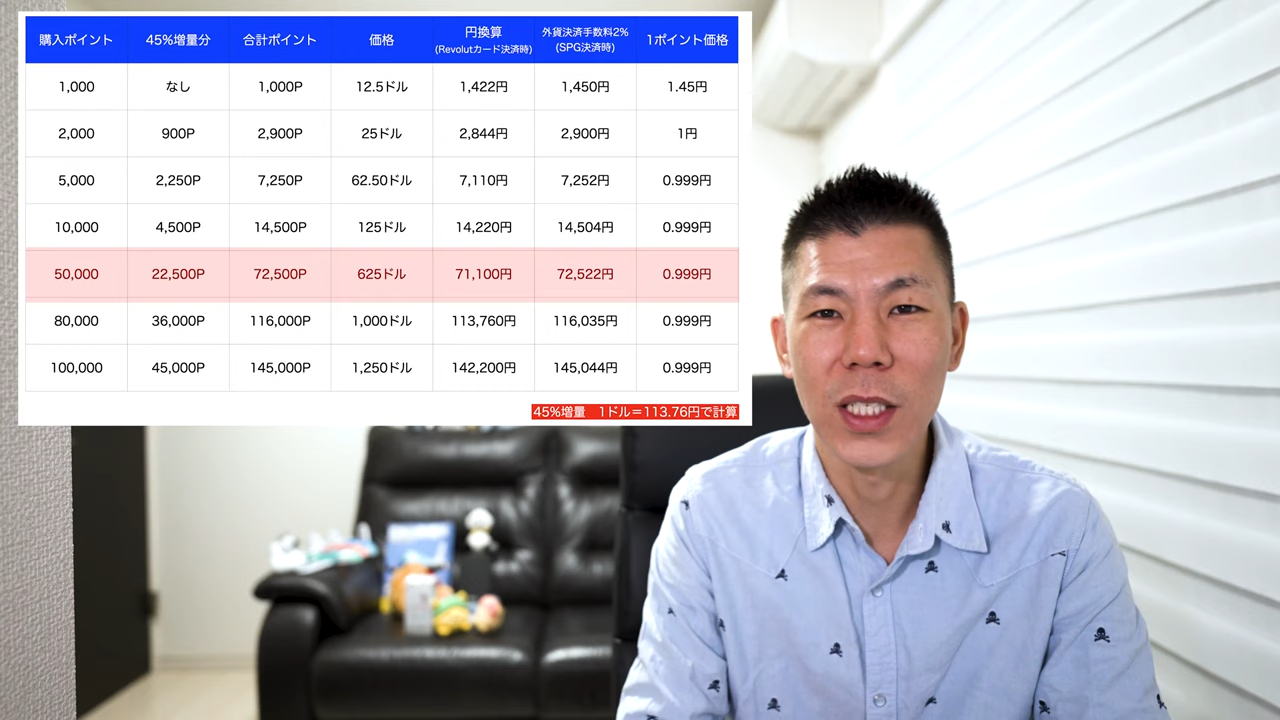 購入ポイント 45%増量分 合計ポイント 価格 円換算 (Revolutカード決済時) 外貨決済手数料2% (SPG決済時) 1ポイント価格
1,000 なし 1,000P 12.5ドル 1,422円 1,450円 1.45円
2,000 900P 2,900P 25ドル 2,844円 2,900円 1円
5,000 2,250P 7,250P 62.50ドル 7,110円 7,252円 0.999円
10,000 4,500P 14,500P 125ドル 14,220円 14,504円 0.999円
50,000 22,500P 72,500P 625ドル 71,100円 72,522円 0.999円
80,000 36,000P 116,000P 1,000ドル 113,760円 116,035円 0.999円
100,000 45,000P 145,000P 1,250ドル 142,200円 145,044円 0.999円
45%増量 1ドル=113.76円で計算